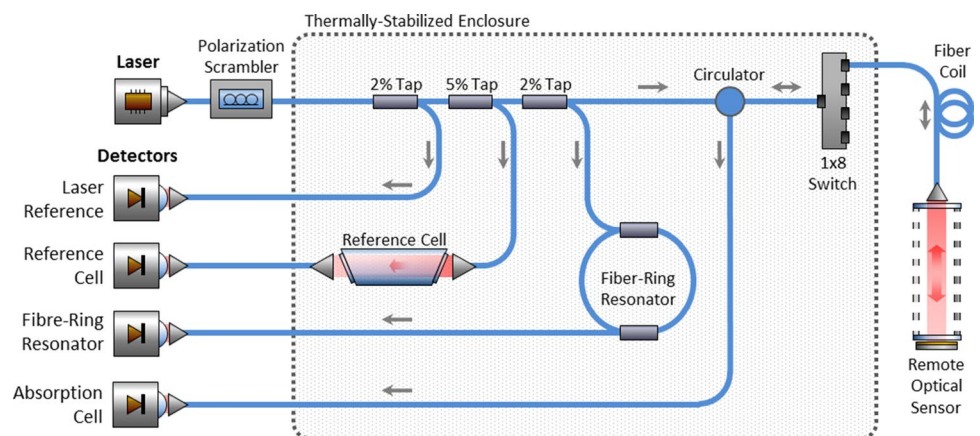 Thermally-Stabilized Enclosure
Polarization
Scrambler
Laser
2% Tap
5% Tap
2% Tap
Circulator
Fiber
Coil
1x8
Switch
Detectors
Laser
Reference
Reference
Cell
Reference Cell
Fiber-Ring
Resonator
Fibre-Ring
Resonator
Absorption
Cell
Remote
Optical
Sensor